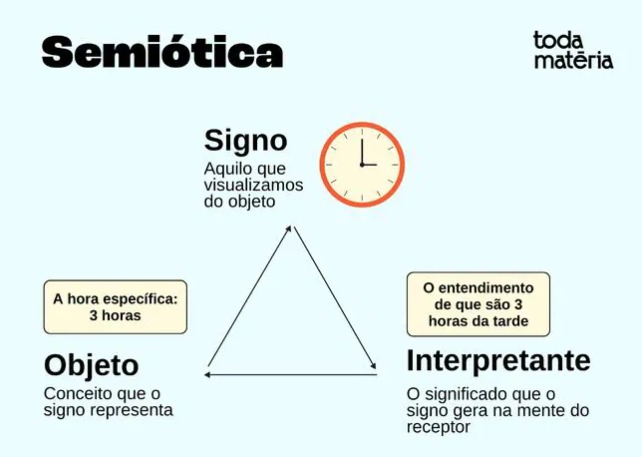 Semiótica
toda
matéria
Signo
Aquilo que
visualizamos
do objeto
A hora específica:
3 horas
O entendimento
de que são 3
horas da tarde
Objeto
Conceito que o
signo representa
Interpretante
O significado que o
signo gera na mente do
receptor